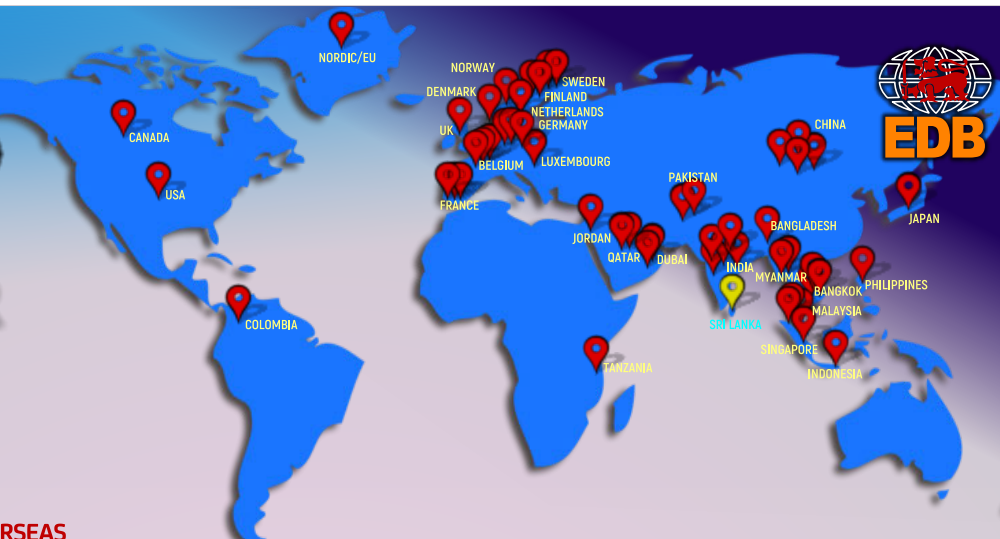 NORDIC/EU
NORWAY
SWEDEN
DENMARK
FINLAND
NETHERLANDS
UK
GERMANY
CANADA
CHINA
EDB
BELGIUM
LUXEMBOURG
USA
PAKISTAN
FRANCE
JAPAN
JORDAN
BANGLADESH
QATAR
DUBAI
INDIA
MYANMAR
BANGKOK
PHILIPPINES
MALAYSIA
COLOMBIA
SRI LANKA
SINGAPORE
TANZANIA
INDONESIA
RSEAS